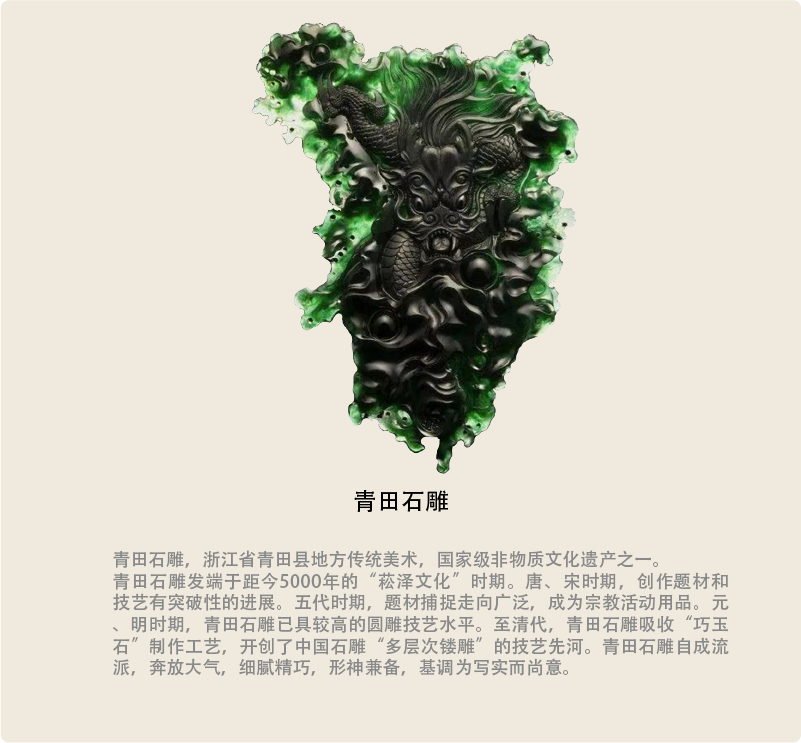 青田石雕
青田石雕，浙江省青田县地方传统美术，国家级非物质文化遗产之一。
青田石雕发端于距今5000年的“菘泽文化”时期。唐、宋时期，创作题材和
技艺有突破性的进展。五代时期，题材捕捉走向广泛，成为宗教活动用品。元
、明时期，青田石雕已具较高的圆雕技艺水平。至清代，青田石雕吸收“巧玉
石”制作工艺，开创了中国石雕“多层次镂雕”的技艺先河。青田石雕自成流
派，奔放大气，细腻精巧，形神兼备，基调为写实而尚意。